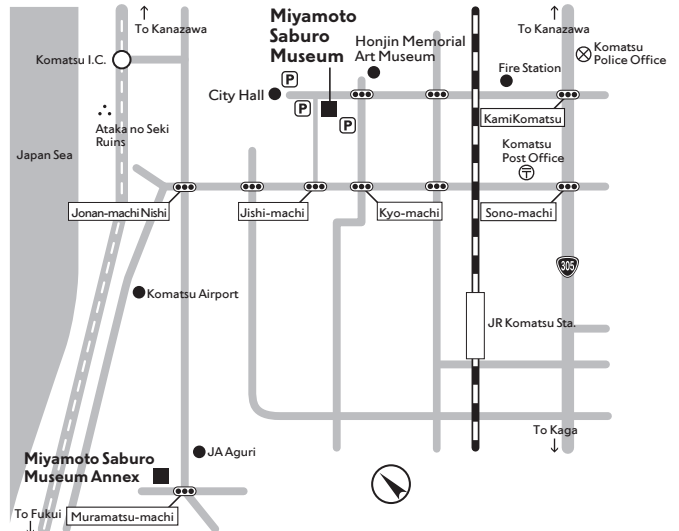 To Kanazawa
Miyamoto
Saburo
Museum
To Kanazawa
Komatsu I.C.
Honjin Memorial
Art Museum
Komatsu
Police Office
P
City Hall
Fire Station
P
P
KamiKomatsu
Ataka no Seki
Ruins
Japan Sea
Komatsu
Post Office
Jonan-machi Nishi
Jishi-machi
Kyo-machi
Sono-machi
305
Komatsu Airport
JR Komatsu Sta.
To Kaga
JA Aguri
Miyamoto Saburo
Museum Annex
To Fukui
Muramatsu-machi